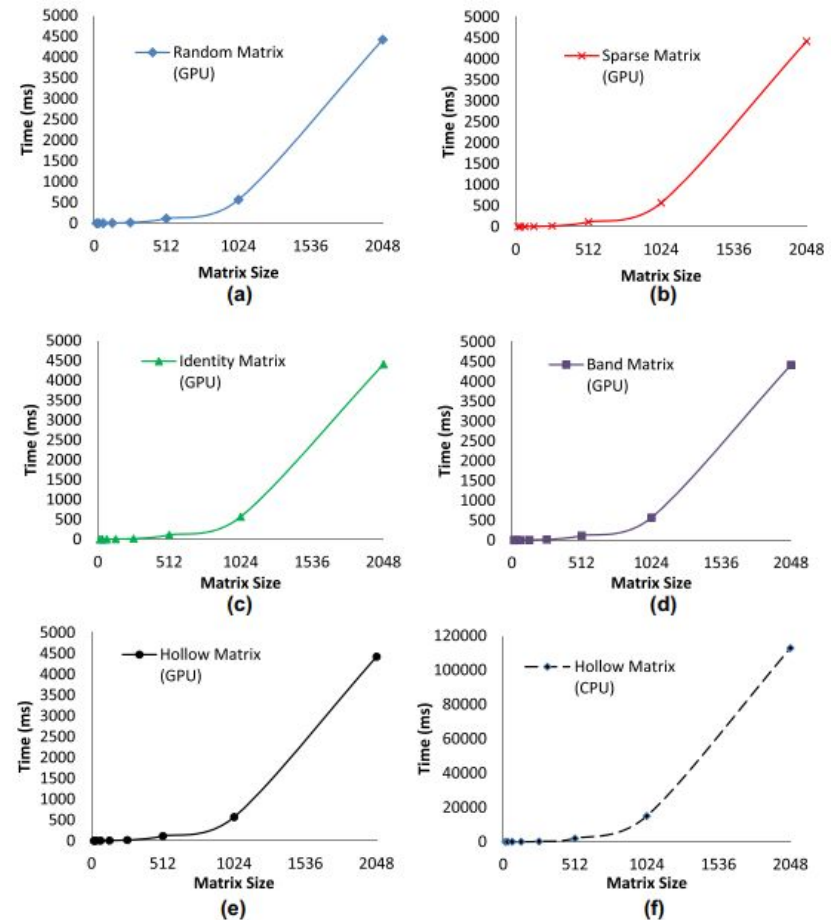 5000
4500
4000
3500
3000
2500
2000
1500
1000
500
0
Time (ms)
Random Matrix
(GPU)
0 512 1024 1536 2048
Matrix Size
(a)
5000
4500
4000
3500
3000
2500
2000
1500
1000
500
0
Time (ms)
Sparse Matrix
(GPU)
0 512 1024 1536 2048
Matrix Size
(b)
5000
4500
4000
3500
3000
2500
2000
1500
1000
500
0
Time (ms)
Identity Matrix
(GPU)
0 512 1024 1536 2048
Matrix Size
(c)
5000
4500
4000
3500
3000
2500
2000
1500
1000
500
0
Time (ms)
Band Matrix
(GPU)
0 512 1024 1536 2048
Matrix Size
(d)
5000
4500
4000
3500
3000
2500
2000
1500
1000
500
0
Time (ms)
Hollow Matrix
(GPU)
0 512 1024 1536 2048
Matrix Size
(e)
120000
100000
80000
60000
40000
20000
0
Time (ms)
Hollow Matrix
(CPU)
0 512 1024 1536 2048
Matrix Size
(f)